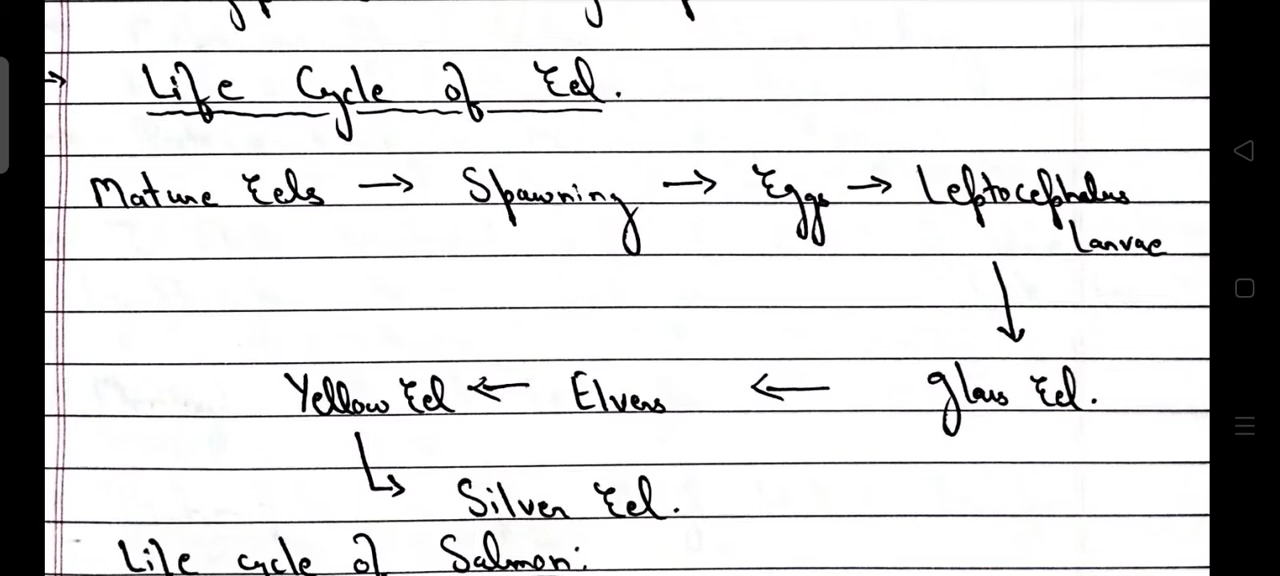 → Life Cycle of Eel.
Mature Eels → Spawning → Eggs → Leptocephalus
Larvae
↓
Yellow Eel ← Elvers ← glass Eel.
↳ Silver Eel.
Life cycle of Salmon: